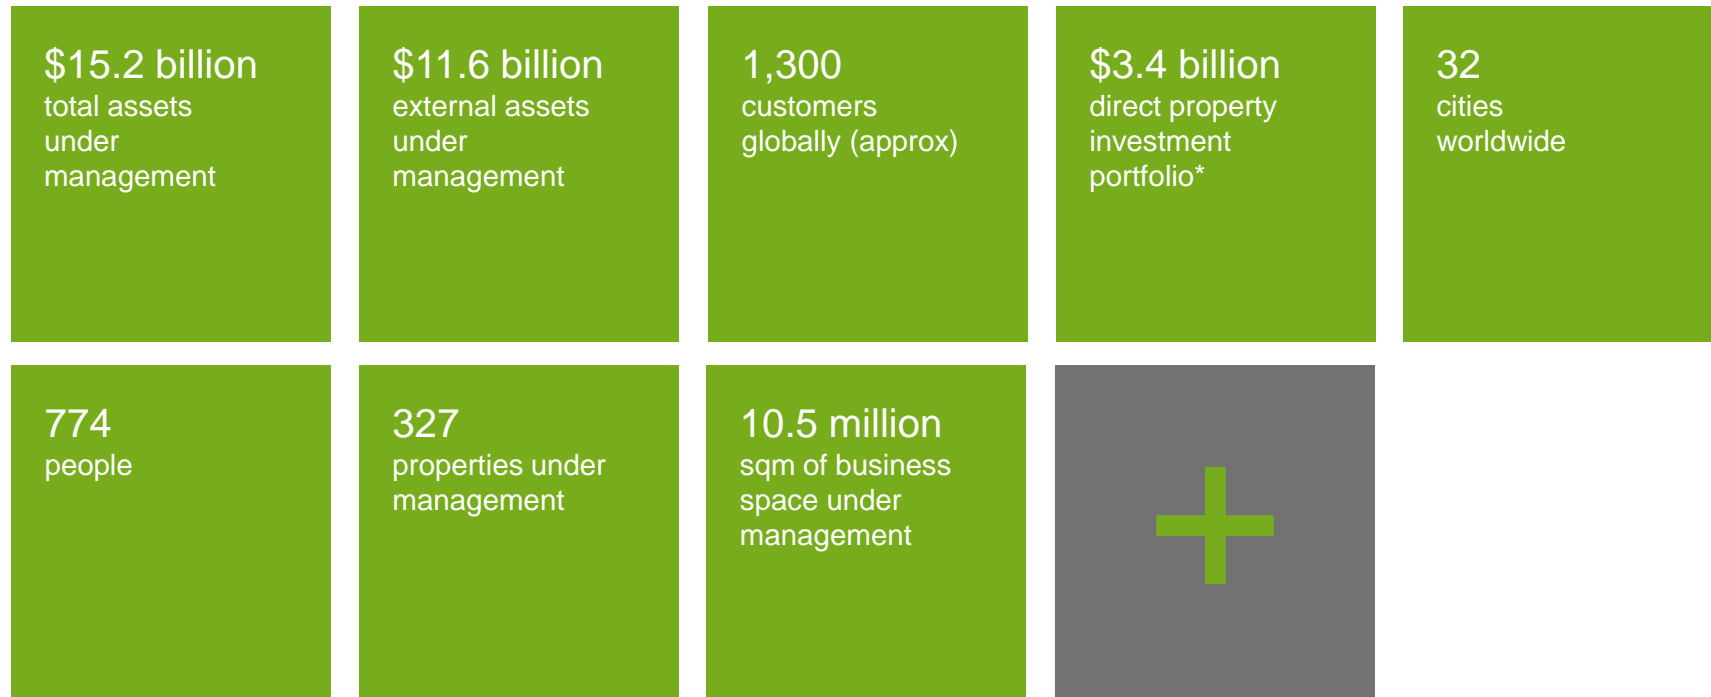 $15.2 billion
total assets
under
management
$11.6 billion
external assets
under
management
1,300
customers
globally (approx)
$3.4 billion
direct property
investment
portfolio*
32
cities
worldwide
774
people
327
properties under
management
10.5 million
sqm of business
space under
management
+